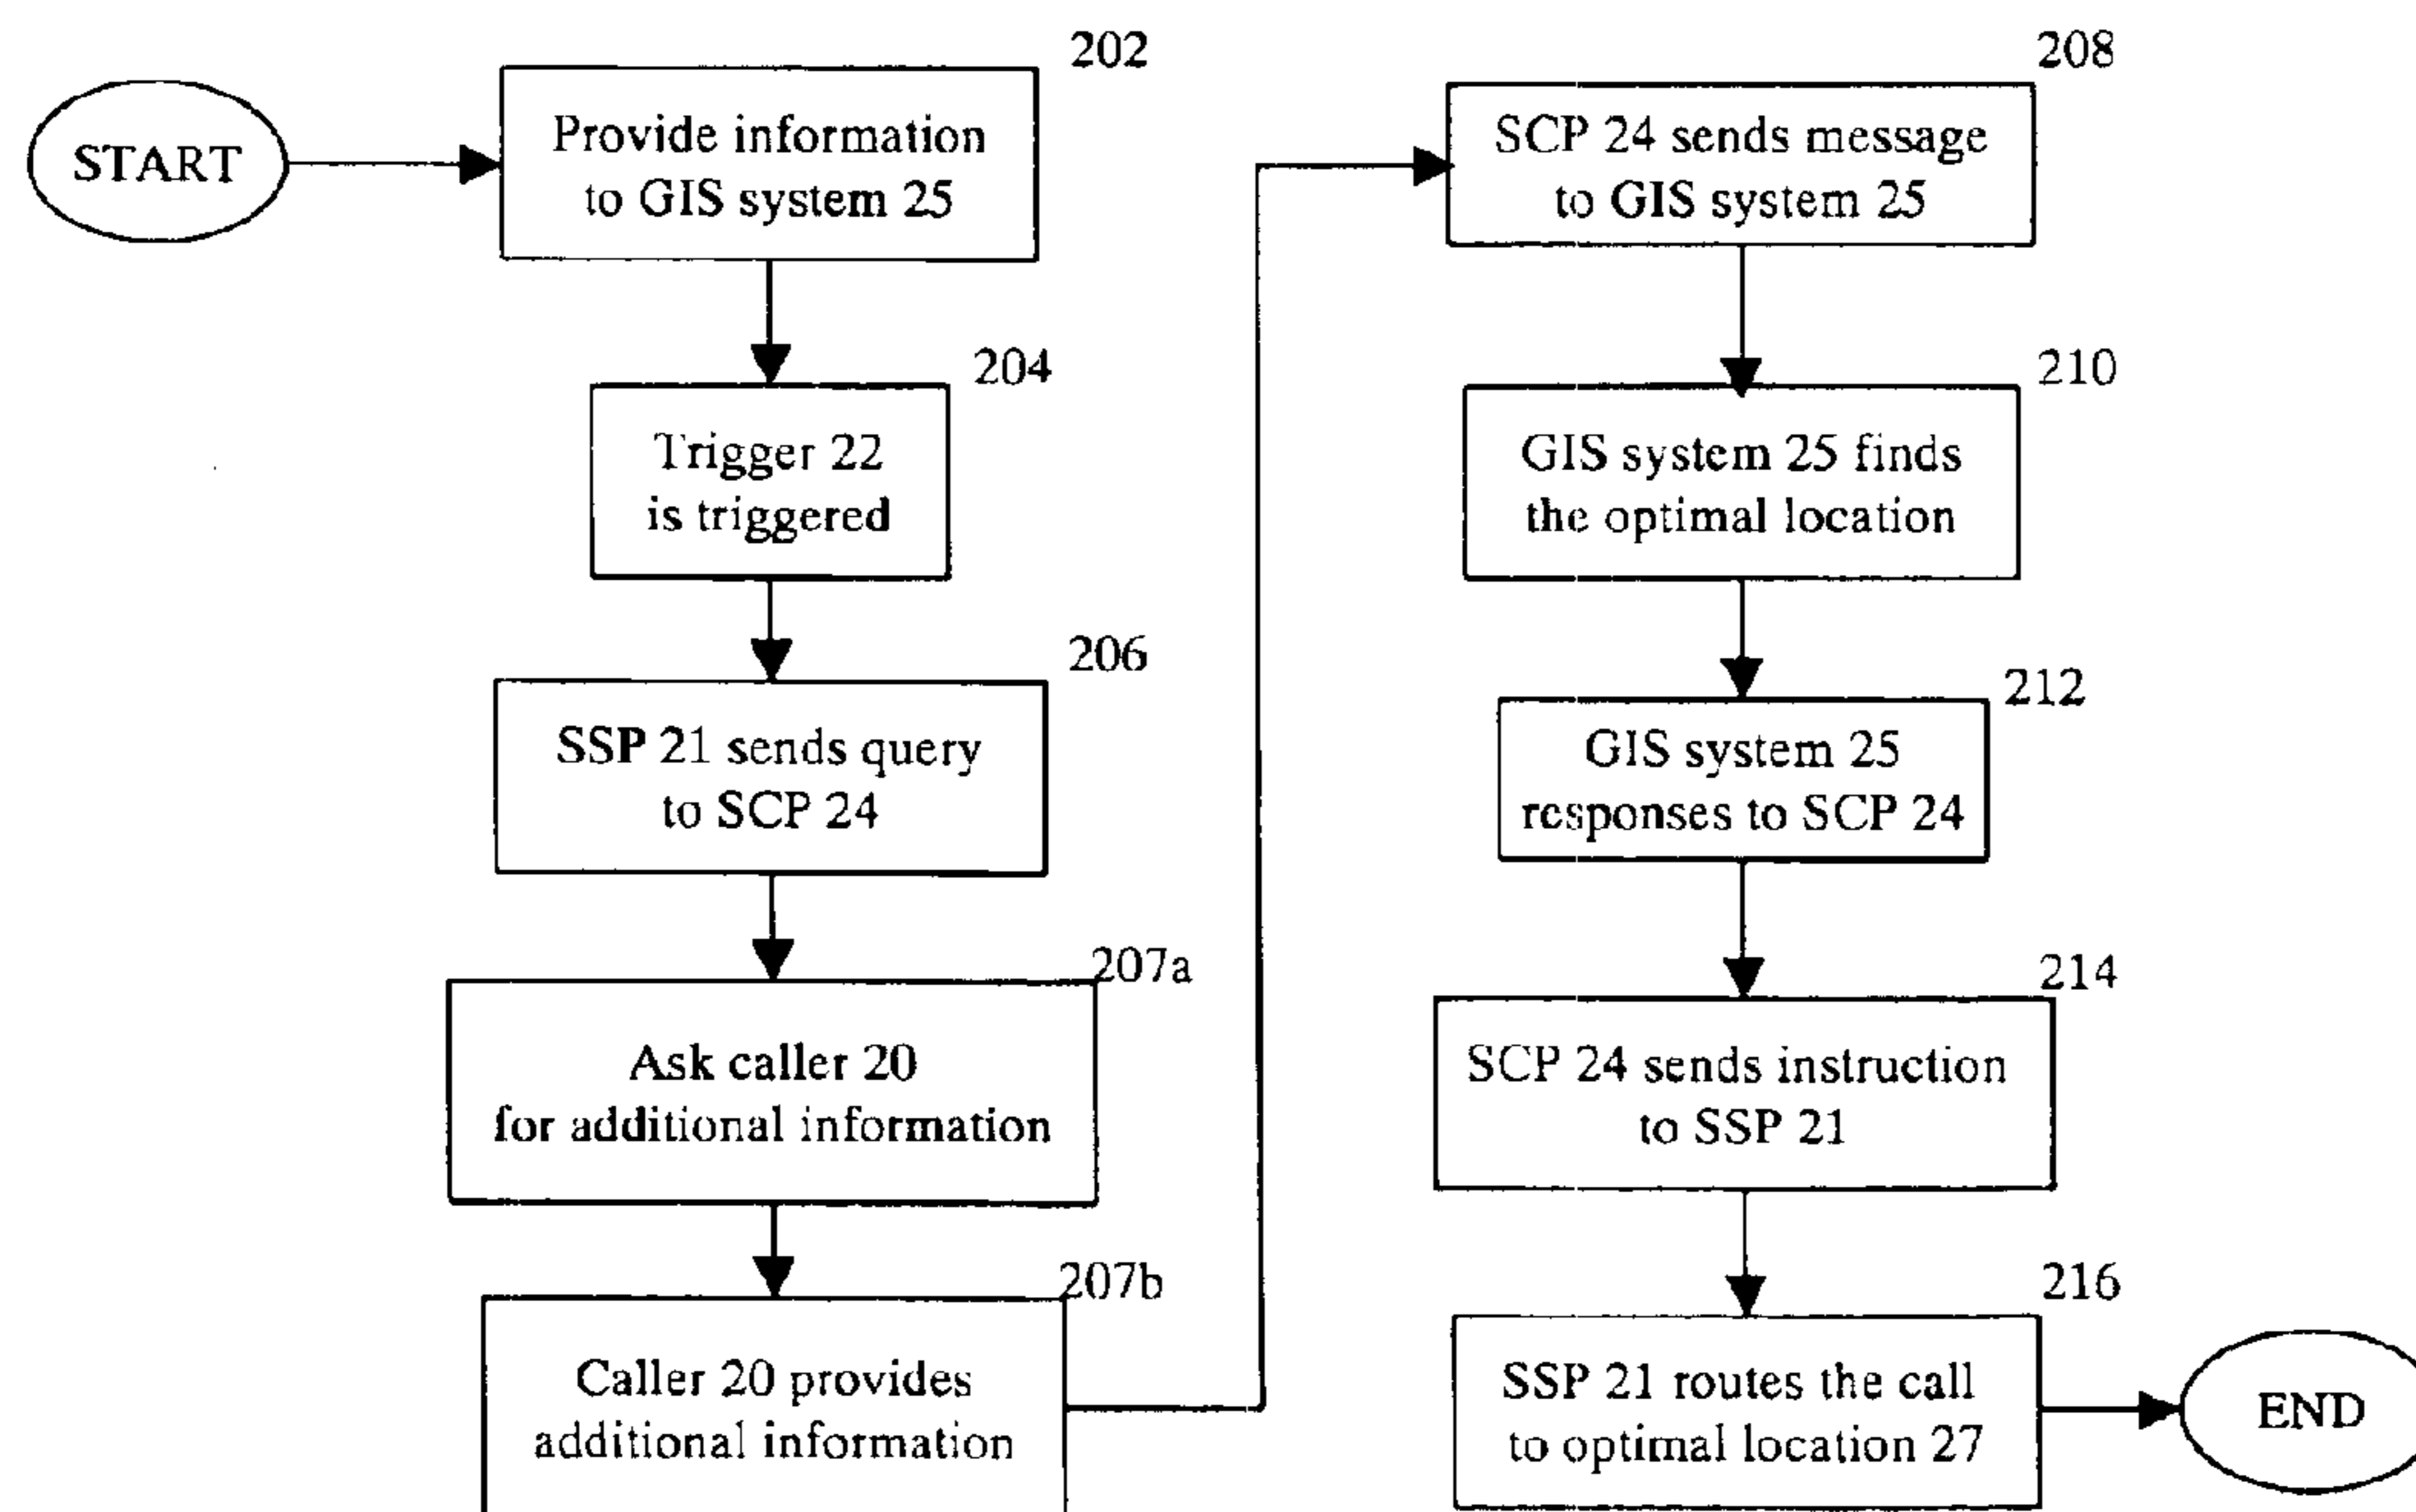 START
202
Provide information
to GIS system 25
204
Trigger 22
is triggered
206
SSP 21 sends query
to SCP 24
207a
Ask caller 20
for additional information
207b
Caller 20 provides
additional information
208
SCP 24 sends message
to GIS system 25
210
GIS system 25 finds
the optimal location
212
GIS system 25
responses to SCP 24
214
SCP 24 sends instruction
to SSP 21
216
SSP 21 routes the call
to optimal location 27
END